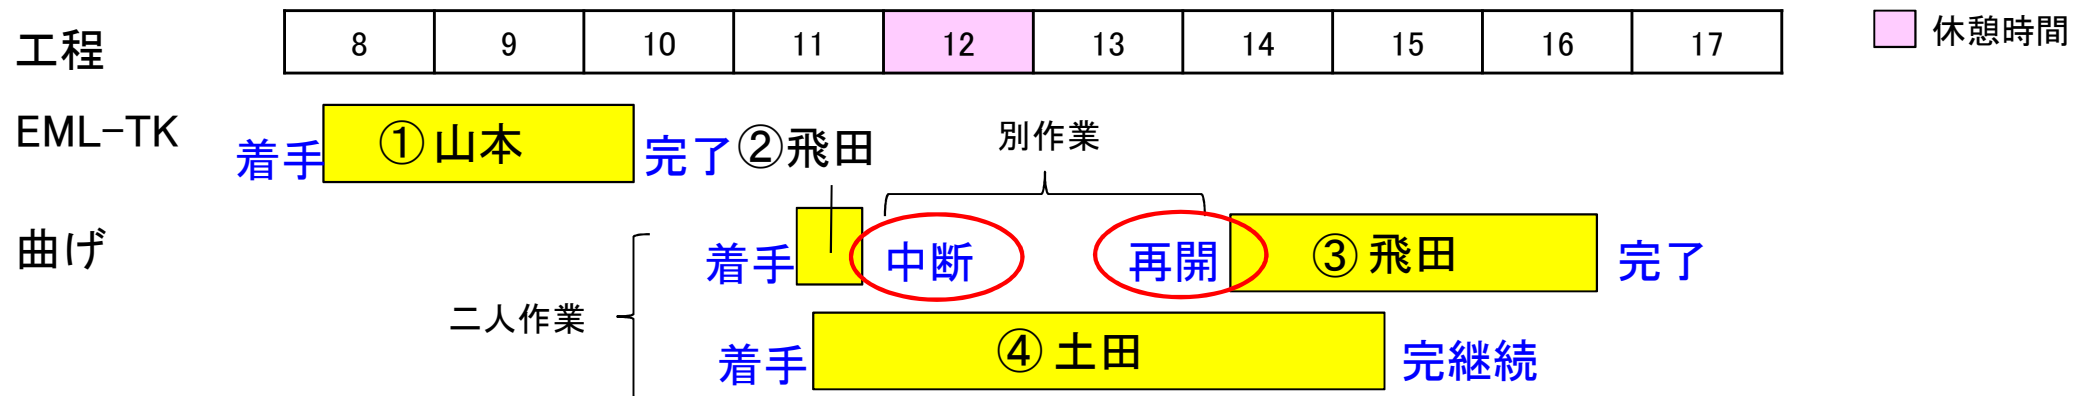 工程 8 9 10 11 12 13 14 15 16 17
休憩時間
EML-TK
着手 ①山本 完了 ②飛田
別作業
曲げ
着手 中断 再開 ③飛田 完了
二人作業
着手 ④土田 完継続